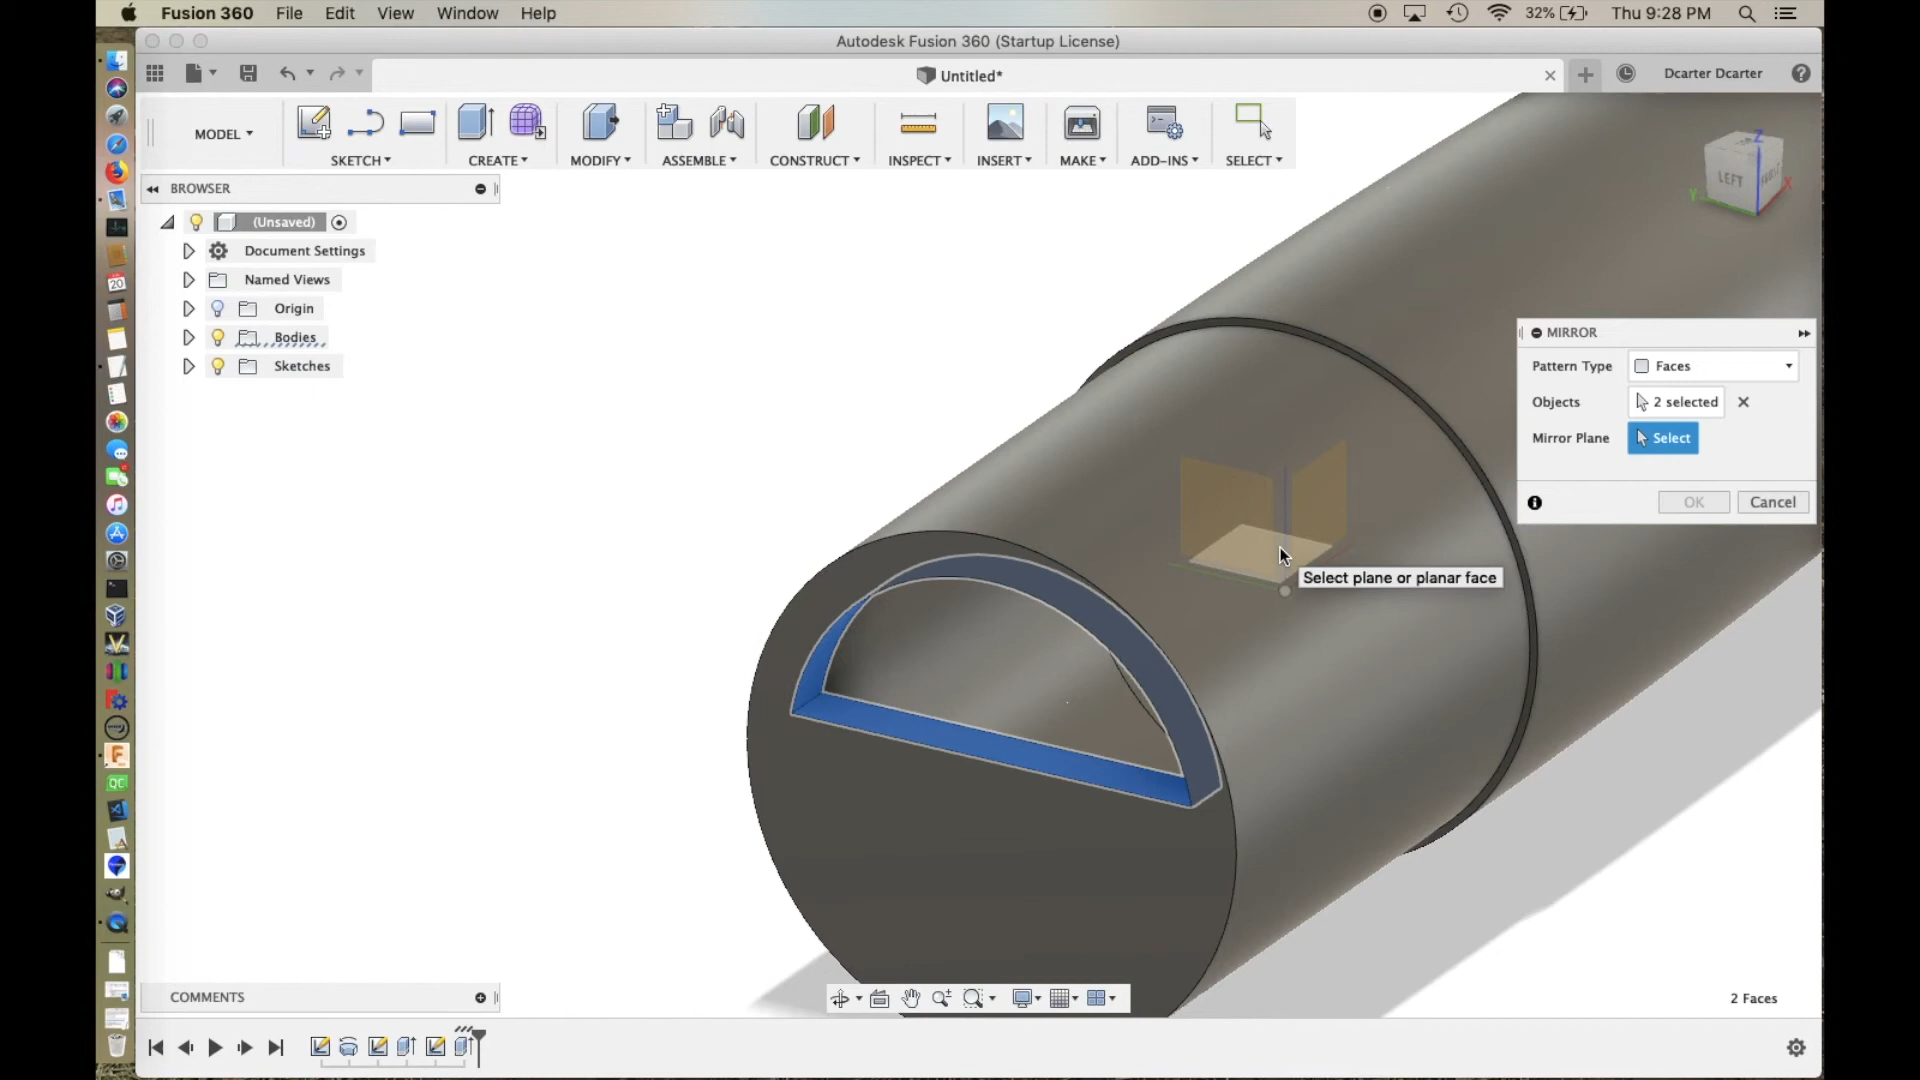 Fusion 360 File Edit View Window Help 32% Thu 9:28 PM
Autodesk Fusion 360 (Startup License)
Untitled* Dcarter Dcarter
MODEL SKETCH CREATE MODIFY ASSEMBLE CONSTRUCT INSPECT INSERT MAKE ADD-INS SELECT
BROWSER
(Unsaved)
Document Settings
Named Views
Origin
Bodies
Sketches
Z
LEFT
Y
X
MIRROR
Pattern Type Faces
Objects 2 selected
Mirror Plane Select
OK Cancel
Select plane or planar face
COMMENTS
2 Faces
20
QC